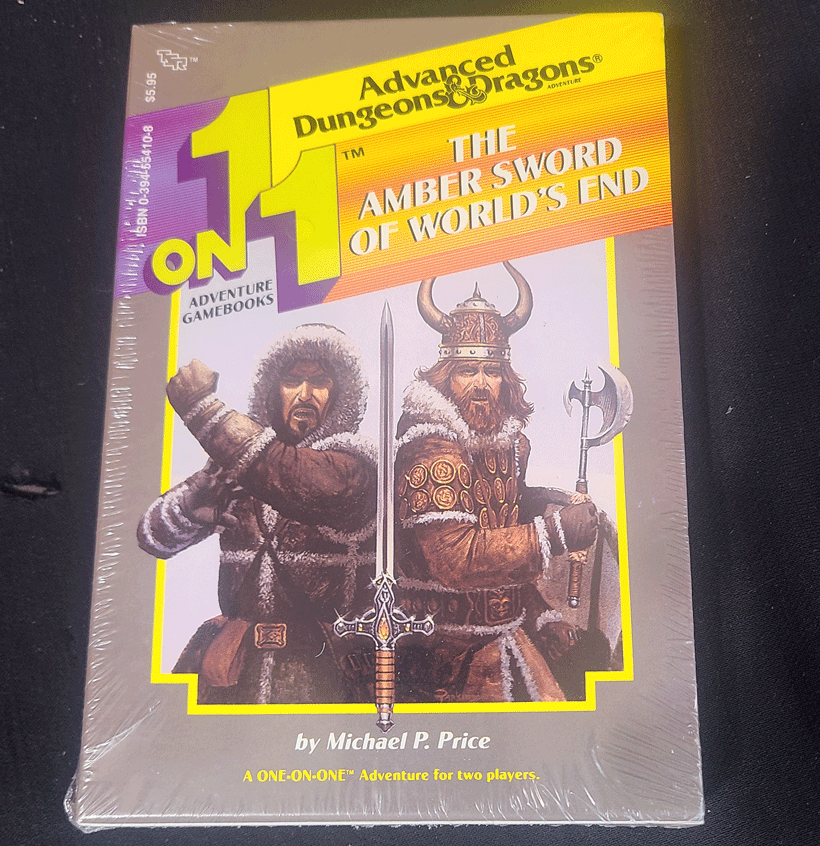 TSR™
$5.95
ISBN 0-394-55410-8
Advanced
Dungeons & Dragons®
ADVENTURE
1 ON 1™
THE
AMBER SWORD
OF WORLD'S END
ADVENTURE
GAMEBOOKS
by Michael P. Price
A ONE-ON-ONE™ Adventure for two players.